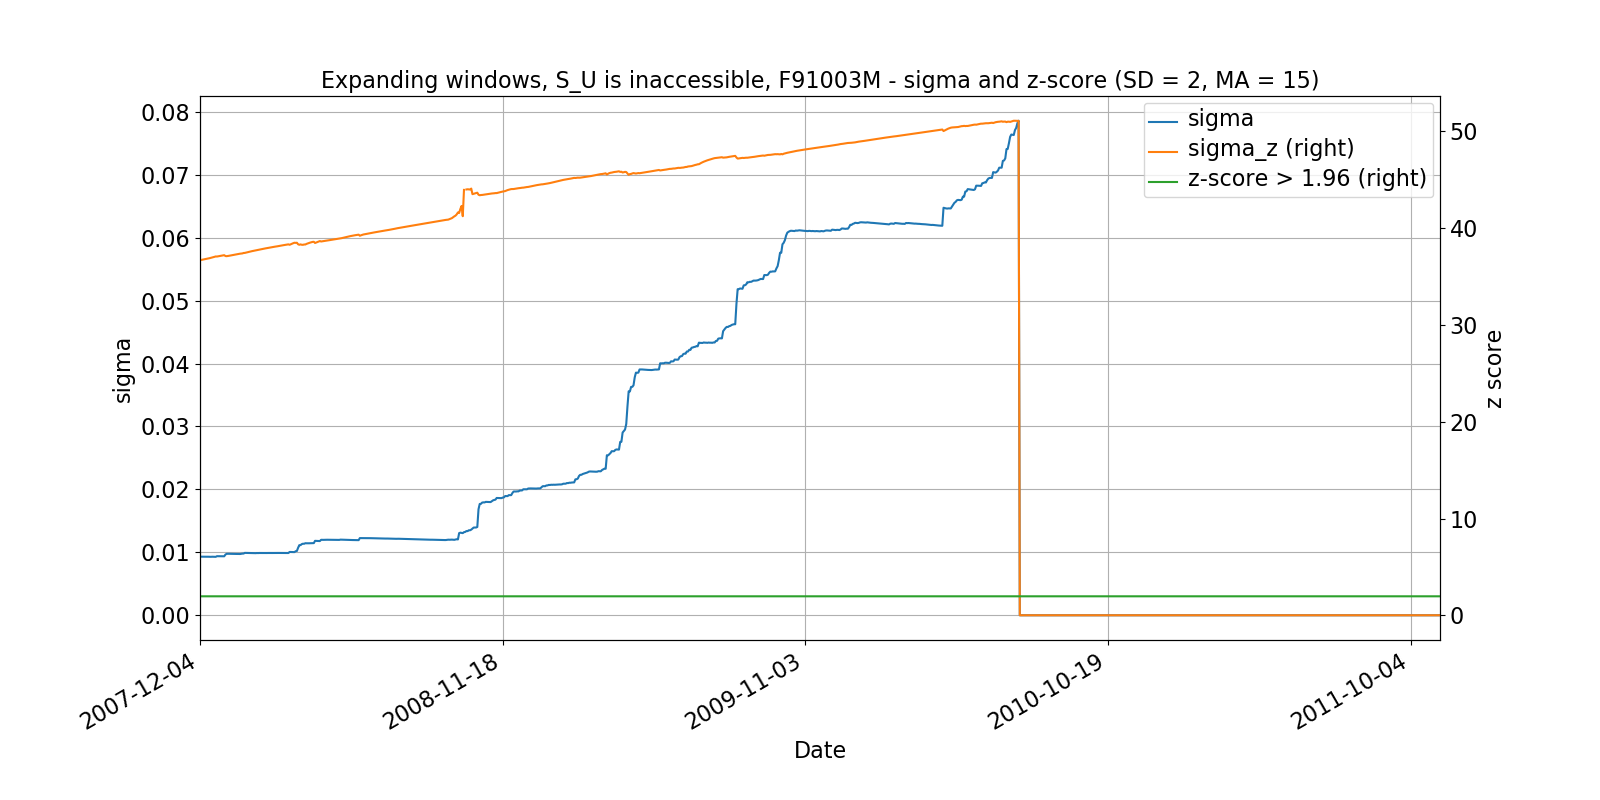 Expanding windows, S_U is inaccessible, F91003M - sigma and z-score (SD = 2, MA = 15)
sigma
sigma_z (right)
z-score > 1.96 (right)
0.08
0.07
0.06
0.05
0.04
0.03
0.02
0.01
0.00
sigma
50
40
30
20
10
0
z score
2007-12-04
2008-11-18
2009-11-03
2010-10-19
2011-10-04
Date